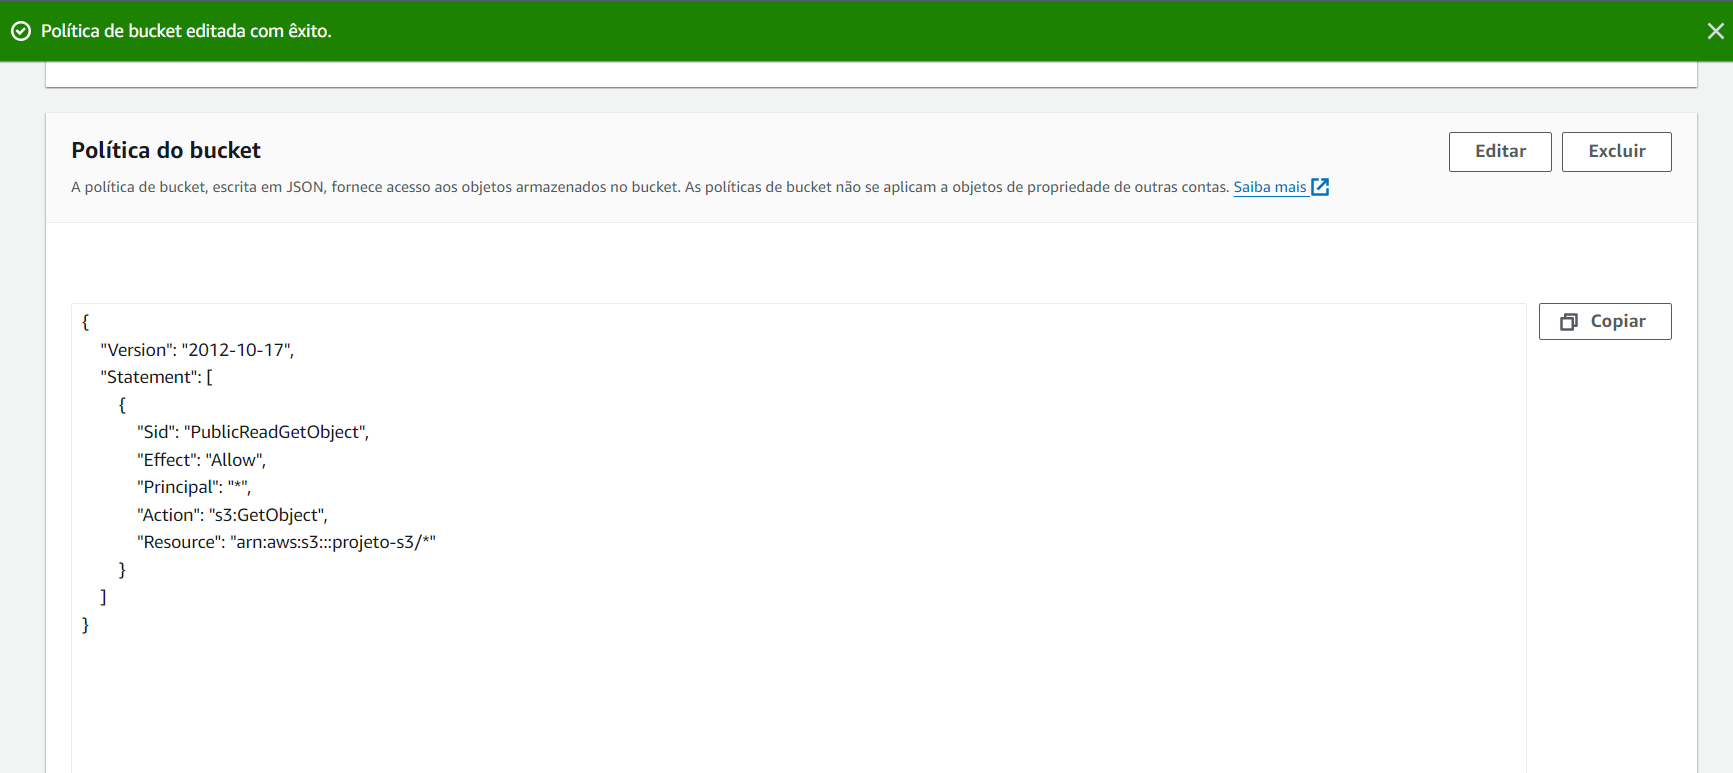 Política de bucket editada com êxito.
Política do bucket
Editar
Excluir
A política de bucket, escrita em JSON, fornece acesso aos objetos armazenados no bucket. As políticas de bucket não se aplicam a objetos de propriedade de outras contas. Saiba mais
Copiar
{
"Version": "2012-10-17",
"Statement": [
{
"Sid": "PublicReadGetObject",
"Effect": "Allow",
"Principal": "*",
"Action": "s3:GetObject",
"Resource": "arn:aws:s3:::projeto-s3/*"
}
]
}